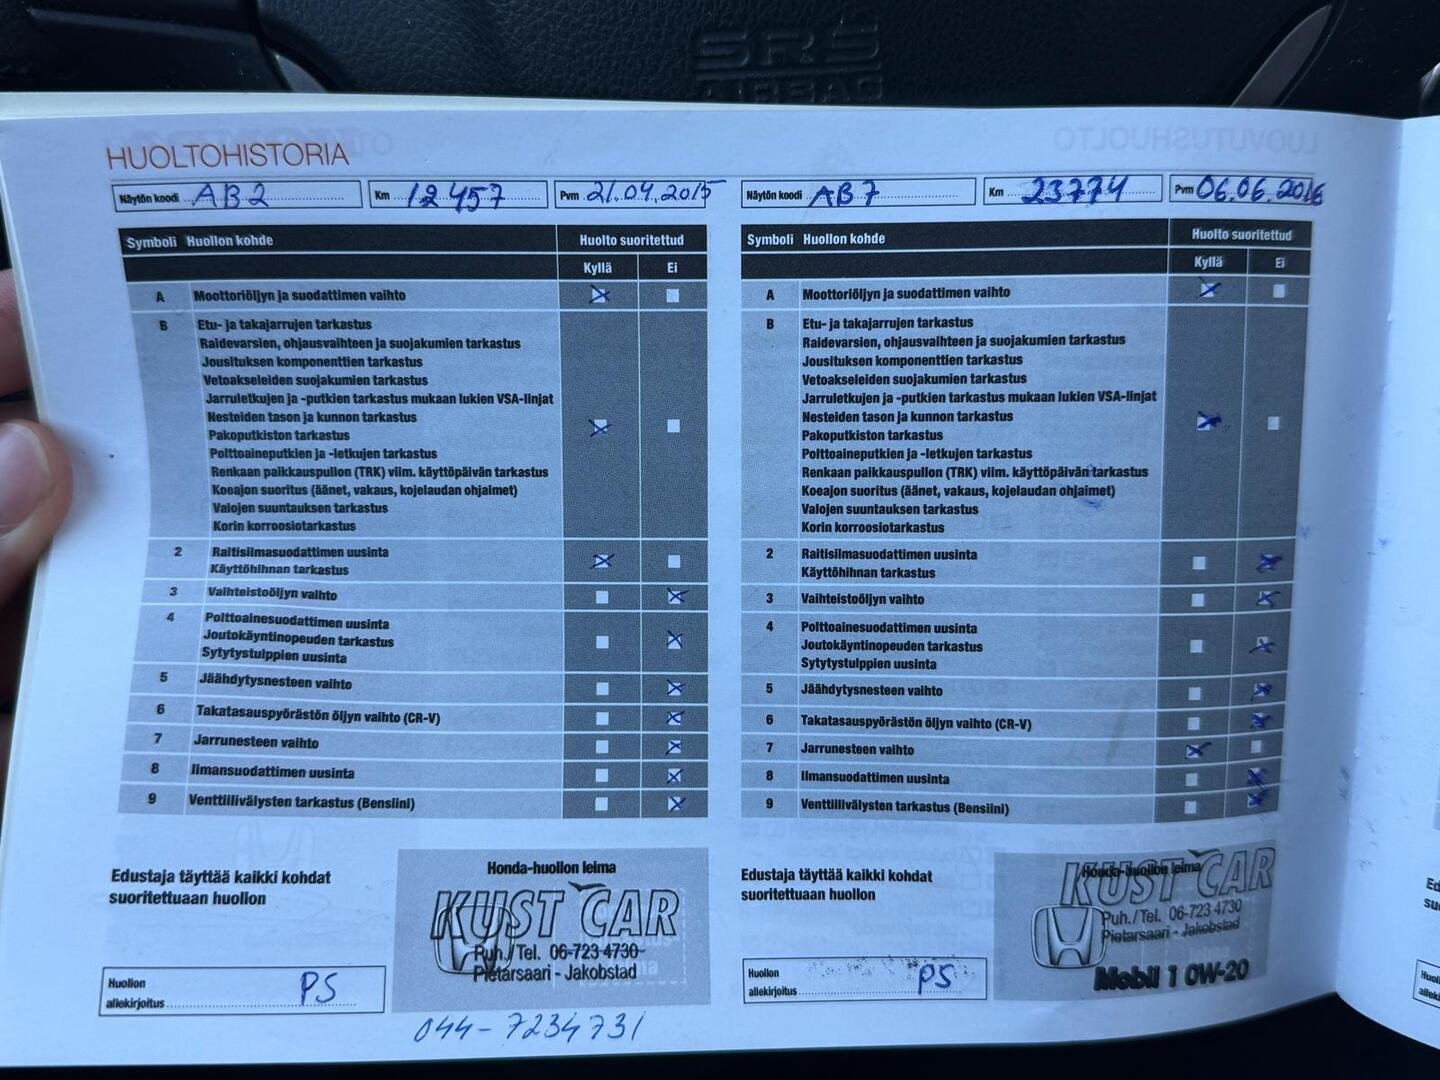 SRS
AIRBAG
HUOLTOHISTORIA
LUOVUTUSHUOLTO
Näytön koodi AB2
Km 12457
Pvm 21.04.2015
Symboli Huollon kohde
Huolto suoritettud
Kyllä Ei
A Moottoriöljyn ja suodattimen vaihto
B Etu- ja takajarrujen tarkastus
Raidevarsien, ohjausvaihteen ja suojakumien tarkastus
Jousituksen komponenttien tarkastus
Vetoakseleiden suojakumien tarkastus
Jarruletkujen ja -putkien tarkastus mukaan lukien VSA-linjat
Nesteiden tason ja kunnon tarkastus
Pakoputkiston tarkastus
Polttoaineputkien ja -letkujen tarkastus
Renkaan paikkauspullon (TRK) viim. käyttöpäivän tarkastus
Koeajon suoritus (äänet, vakaus, kojelaudan ohjaimet)
Valojen suuntauksen tarkastus
Korin korroosiotarkastus
2 Raitisilmasuodattimen uusinta
Käyttöhihnan tarkastus
3 Vaihteistoöljyn vaihto
4 Polttoainesuodattimen uusinta
Joutokäyntinopeuden tarkastus
Sytytystulppien uusinta
5 Jäähdytysnesteen vaihto
6 Takatasauspyörästön öljyn vaihto (CR-V)
7 Jarrunesteen vaihto
8 Ilmansuodattimen uusinta
9 Venttiilivälysten tarkastus (Bensiini)
Edustaja täyttää kaikki kohdat
suoritettuaan huollon
Honda-huollon leima
KUST CAR
Puh./Tel. 06-723 4730
Pietarsaari - Jakobstad
Huollon
allekirjoitus PS
044-7234731
Näytön koodi AB7
Km 23774
Pvm 06.06.2016
Symboli Huollon kohde
Huolto suoritettud
Kyllä Ei
A Moottoriöljyn ja suodattimen vaihto
B Etu- ja takajarrujen tarkastus
Raidevarsien, ohjausvaihteen ja suojakumien tarkastus
Jousituksen komponenttien tarkastus
Vetoakseleiden suojakumien tarkastus
Jarruletkujen ja -putkien tarkastus mukaan lukien VSA-linjat
Nesteiden tason ja kunnon tarkastus
Pakoputkiston tarkastus
Polttoaineputkien ja -letkujen tarkastus
Renkaan paikkauspullon (TRK) viim. käyttöpäivän tarkastus
Koeajon suoritus (äänet, vakaus, kojelaudan ohjaimet)
Valojen suuntauksen tarkastus
Korin korroosiotarkastus
2 Raitisilmasuodattimen uusinta
Käyttöhihnan tarkastus
3 Vaihteistoöljyn vaihto
4 Polttoainesuodattimen uusinta
Joutokäyntinopeuden tarkastus
Sytytystulppien uusinta
5 Jäähdytysnesteen vaihto
6 Takatasauspyörästön öljyn vaihto (CR-V)
7 Jarrunesteen vaihto
8 Ilmansuodattimen uusinta
9 Venttiilivälysten tarkastus (Bensiini)
Edustaja täyttää kaikki kohdat
suoritettuaan huollon
Honda-huollon leima
KUST CAR
Puh./Tel. 06-723 4730
Pietarsaari - Jakobstad
Mobil 1 0W-20
Huollon
allekirjoitus PS